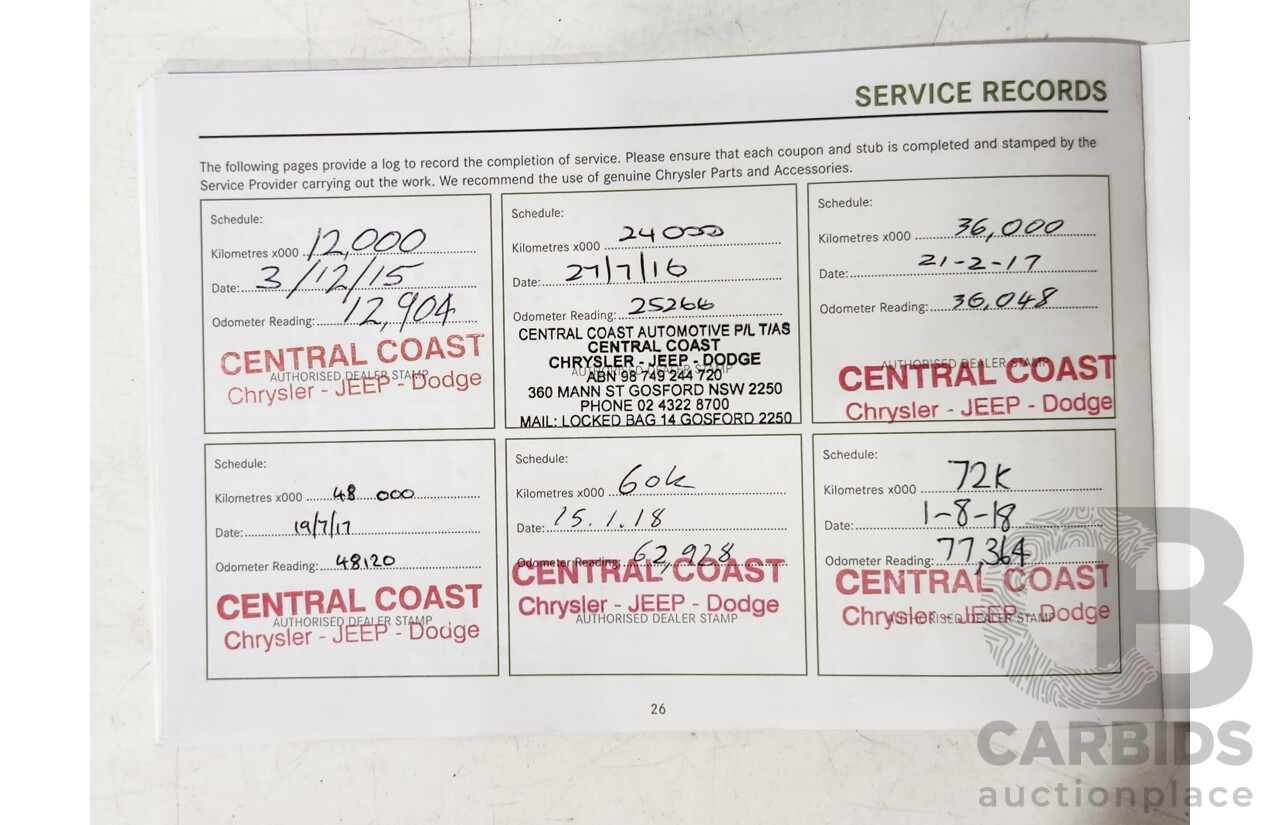 SERVICE RECORDS
The following pages provide a log to record the completion of service. Please ensure that each coupon and stub is completed and stamped by the
Service Provider carrying out the work. We recommend the use of genuine Chrysler Parts and Accessories.
Schedule:
Kilometres x000 12,000
Date: 3/12/15
Odometer Reading: 12,904
CENTRAL COAST
AUTHORISED DEALER STAMP
Chrysler - JEEP - Dodge
Schedule:
Kilometres x000 24000
Date: 27/7/16
Odometer Reading: 25266
CENTRAL COAST AUTOMOTIVE P/L T/AS
CENTRAL COAST
CHRYSLER - JEEP - DODGE
AUTHORISED DEALER STAMP
ABN 98 749 244 720
360 MANN ST GOSFORD NSW 2250
PHONE 02 4322 8700
MAIL: LOCKED BAG 14 GOSFORD 2250
Schedule:
Kilometres x000 36,000
Date: 21-2-17
Odometer Reading: 36,048
AUTHORISED DEALER STAMP
CENTRAL COAST
Chrysler - JEEP - Dodge
Schedule:
Kilometres x000 48 000
Date: 19/7/17
Odometer Reading: 48120
CENTRAL COAST
AUTHORISED DEALER STAMP
Chrysler - JEEP - Dodge
Schedule:
Kilometres x000 60k
Date: 15.1.18
Odometer Reading: 62,928
CENTRAL COAST
Chrysler - JEEP - Dodge
AUTHORISED DEALER STAMP
Schedule:
Kilometres x000 72K
Date: 1-8-18
Odometer Reading: 77,364
CENTRAL COAST
Chrysler - JEEP - Dodge
AUTHORISED DEALER STAMP
26
CB
CARBIDS
auctionplace